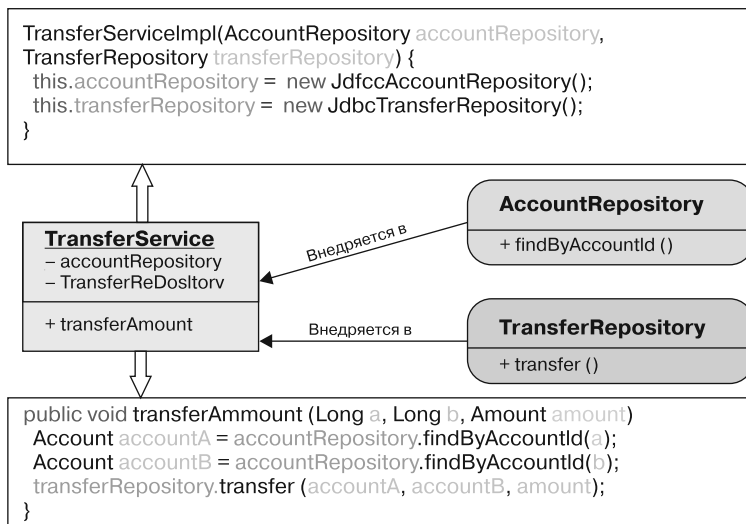 TransferServiceImpl(AccountRepository accountRepository,
TransferRepository transferRepository) {
this.accountRepository = new JdfccAccountRepository();
this.transferRepository = new JdbcTransferRepository();
}
TransferService
– accountRepository
– TransferReDosltorv
+ transferAmount
Внедряется в
AccountRepository
+ findByAccountId ()
Внедряется в
TransferRepository
+ transfer ()
public void transferAmmount (Long a, Long b, Amount amount)
Account accountA = accountRepository.findByAccountId(a);
Account accountB = accountRepository.findByAccountId(b);
transferRepository.transfer (accountA, accountB, amount);
}